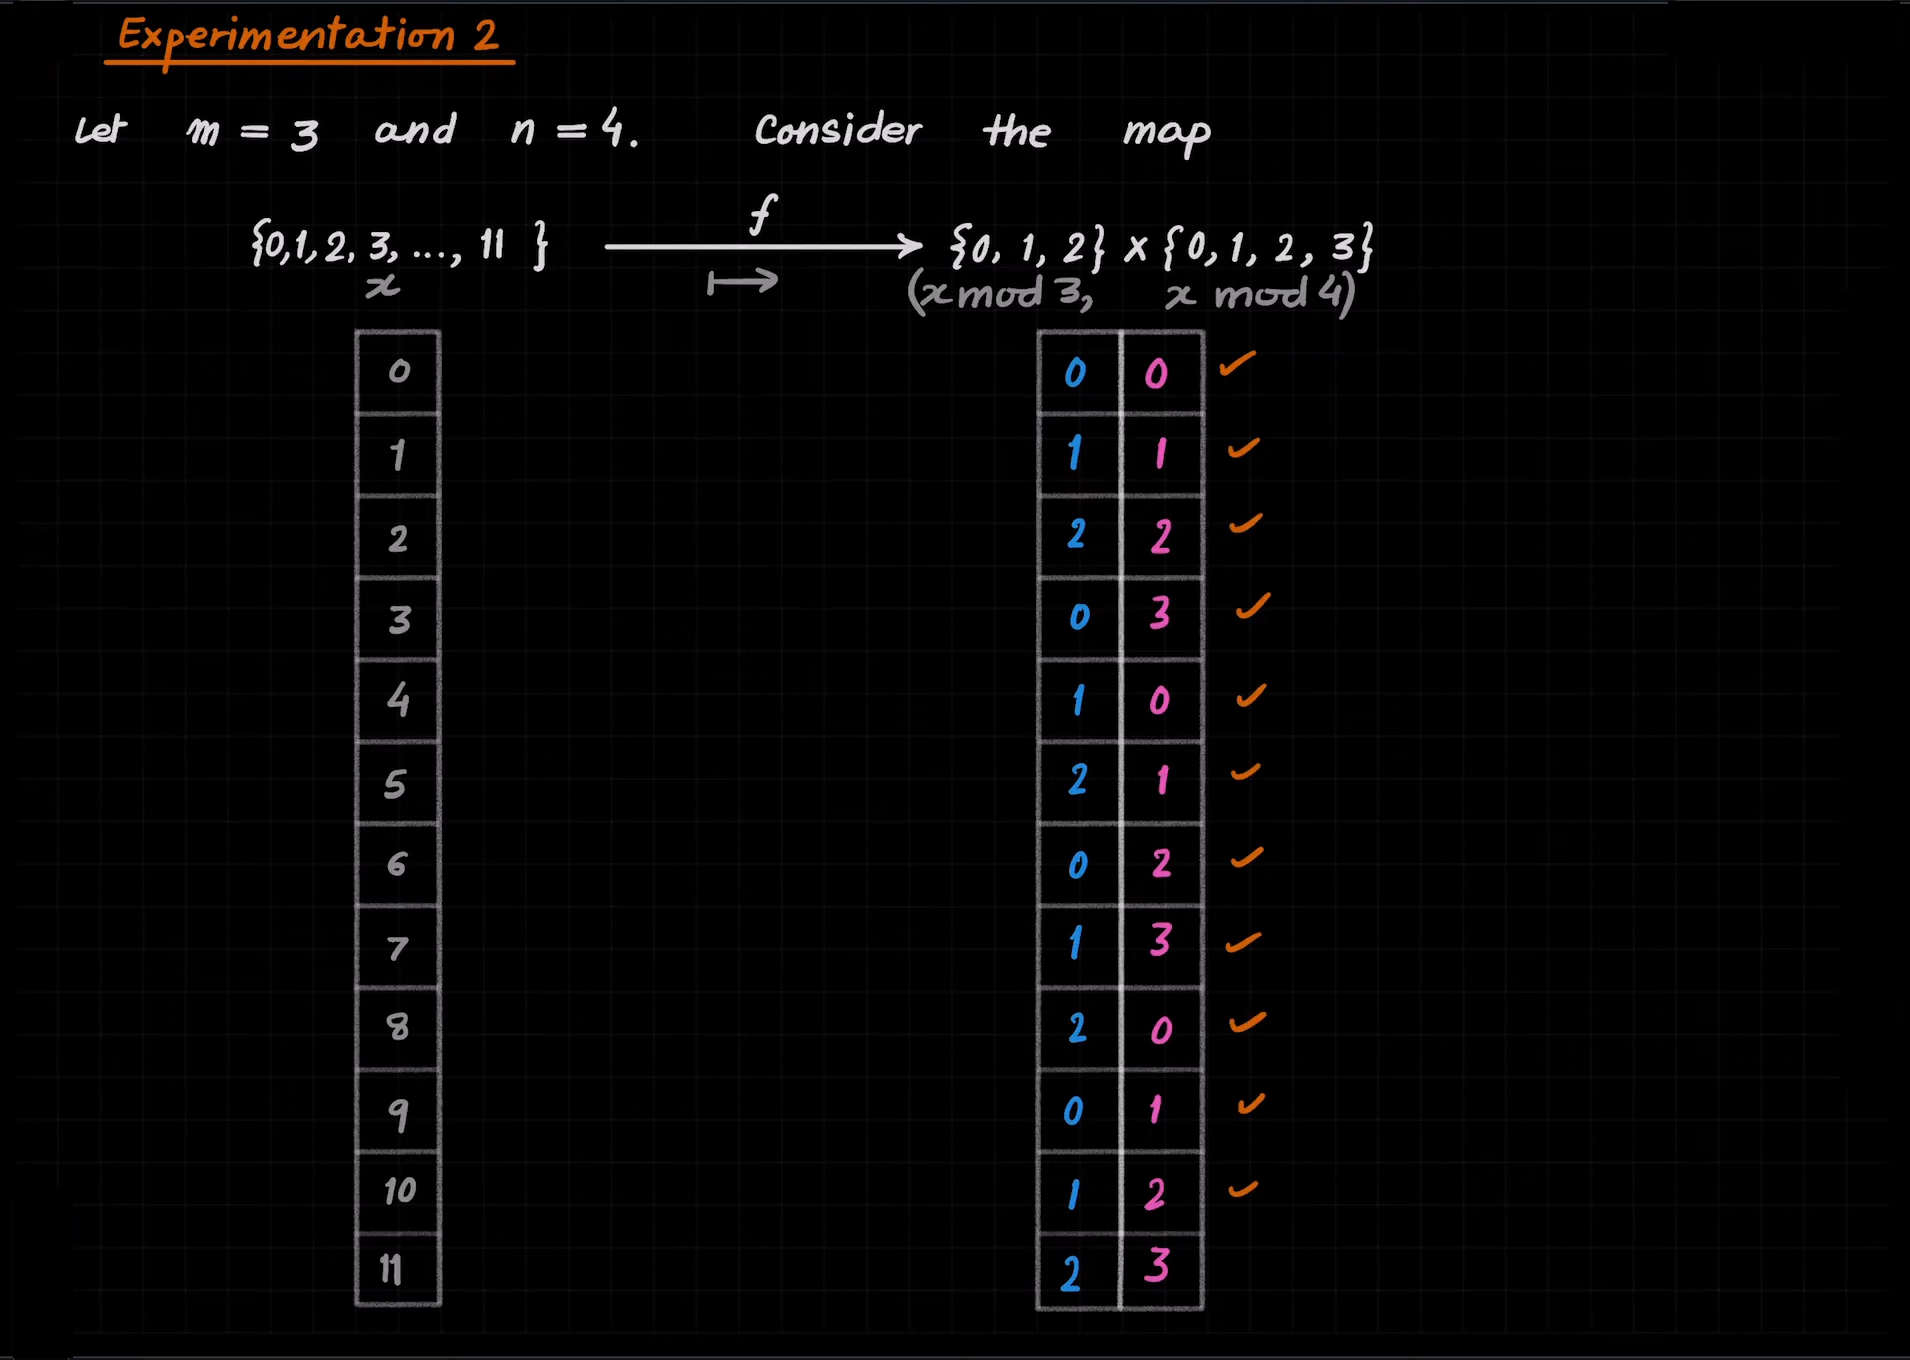 Experimentation 2
Let m = 3 and n = 4. Consider the map
f
{0,1,2,3,..., 11 } → {0, 1, 2} x {0, 1, 2, 3}
x ↦ (x mod 3, x mod 4)
0 0 0 ✓
1 1 1 ✓
2 2 2 ✓
3 0 3 ✓
4 1 0 ✓
5 2 1 ✓
6 0 2 ✓
7 1 3 ✓
8 2 0 ✓
9 0 1 ✓
10 1 2 ✓
11 2 3